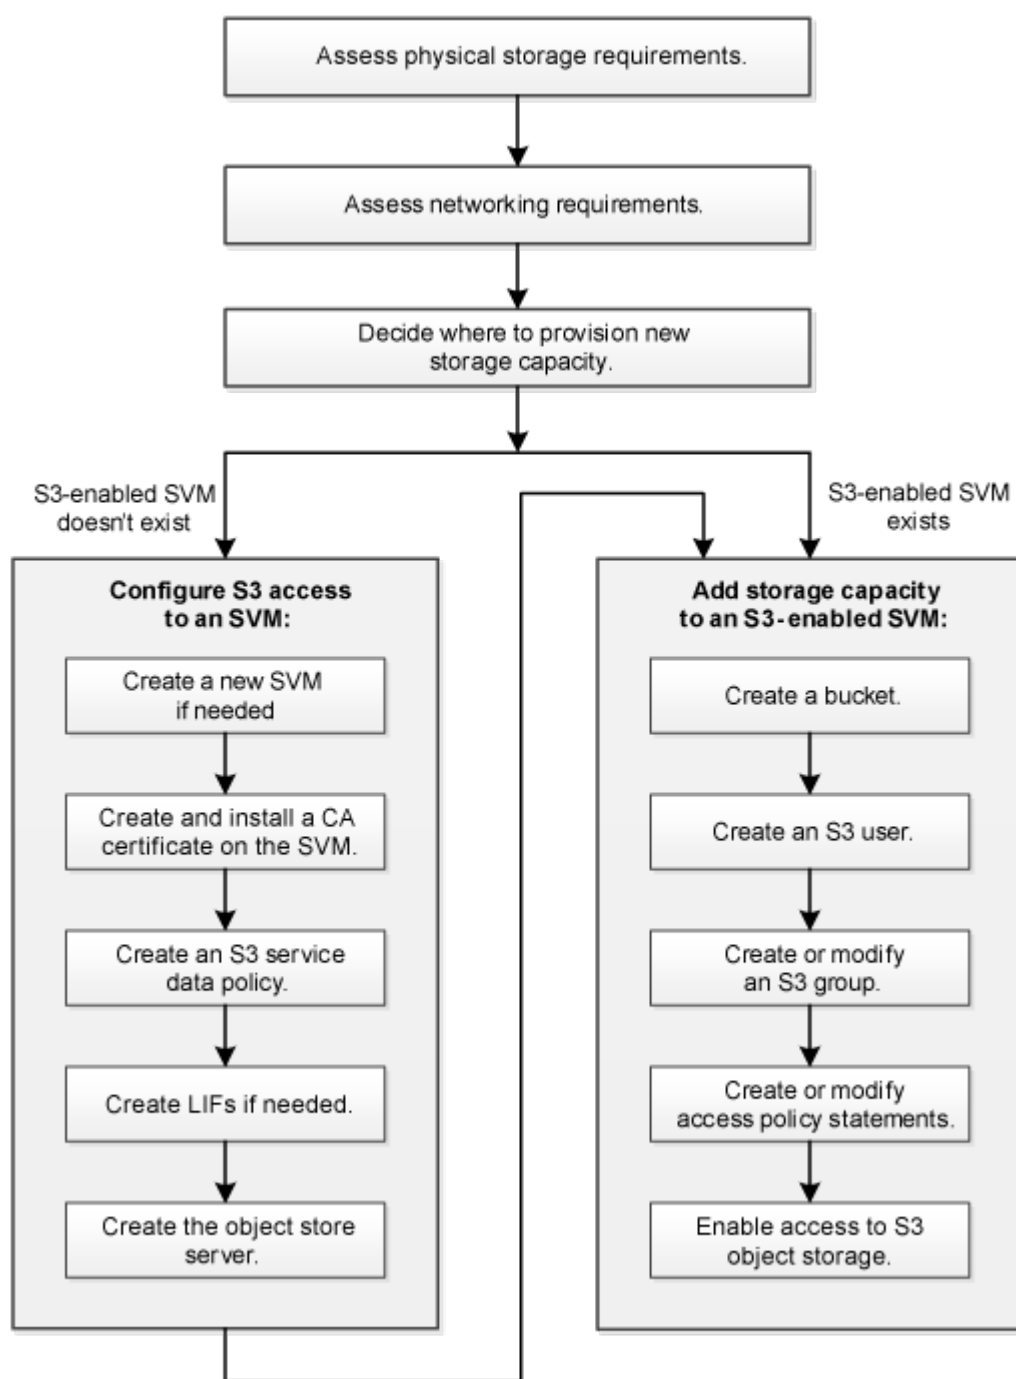 Assess physical storage requirements.
Assess networking requirements.
Decide where to provision new
storage capacity.
S3-enabled SVM
doesn't exist
S3-enabled SVM
exists
Configure S3 access
to an SVM:
Create a new SVM
if needed
Create and install a CA
certificate on the SVM.
Create an S3 service
data policy.
Create LIFs if needed.
Create the object store
server.
Add storage capacity
to an S3-enabled SVM:
Create a bucket.
Create an S3 user.
Create or modify
an S3 group.
Create or modify
access policy statements.
Enable access to S3
object storage.